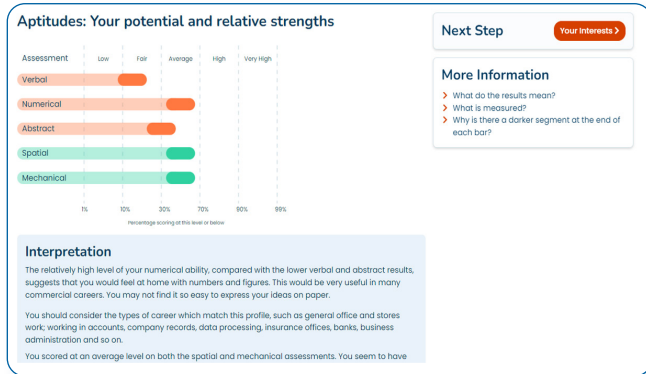 Aptitudes: Your potential and relative strengths
Assessment
Low
Fair
Average
High
Very High
Verbal
Numerical
Abstract
Spatial
Mechanical
1%
10%
30%
70%
90%
99%
Percentage scoring at this level or below
Interpretation
The relatively high level of your numerical ability, compared with the lower verbal and abstract results,
suggests that you would feel at home with numbers and figures. This would be very useful in many
commercial careers. You may not find it so easy to express your ideas on paper.
You should consider the types of career which match this profile, such as general office and stores
work; working in accounts, company records, data processing, insurance offices, banks, business
administration and so on.
You scored at an average level on both the spatial and mechanical assessments. You seem to have
Next Step
Your Interests >
More Information
> What do the results mean?
> What is measured?
> Why is there a darker segment at the end of
each bar?